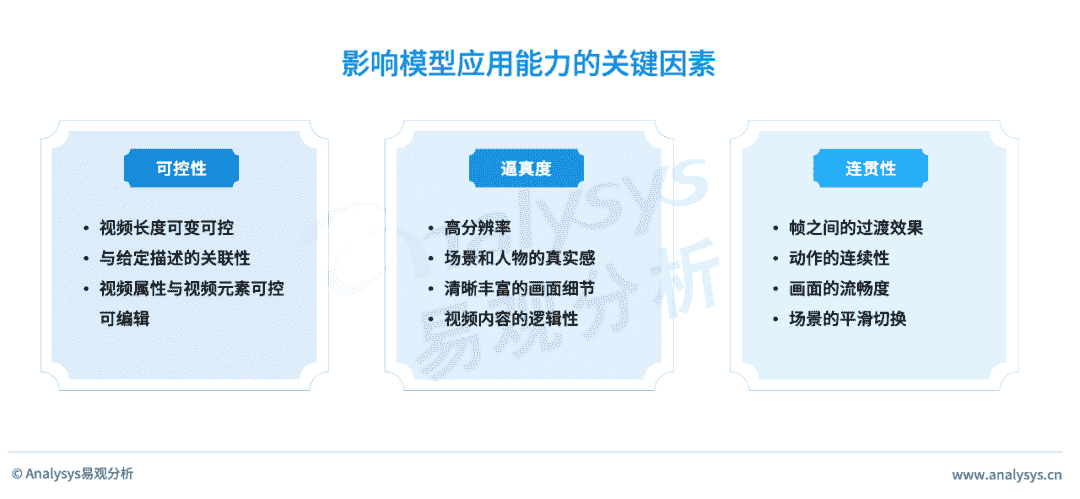 影响模型应用能力的关键因素
可控性
• 视频长度可变可控
• 与给定描述的关联性
• 视频属性与视频元素可控
可编辑
逼真度
• 高分辨率
• 场景和人物的真实感
• 清晰丰富的画面细节
• 视频内容的逻辑性
连贯性
• 帧之间的过渡效果
• 动作的连续性
• 画面的流畅度
• 场景的平滑切换
Analysys
易观分析
© Analysys易观分析
www.analysys.cn